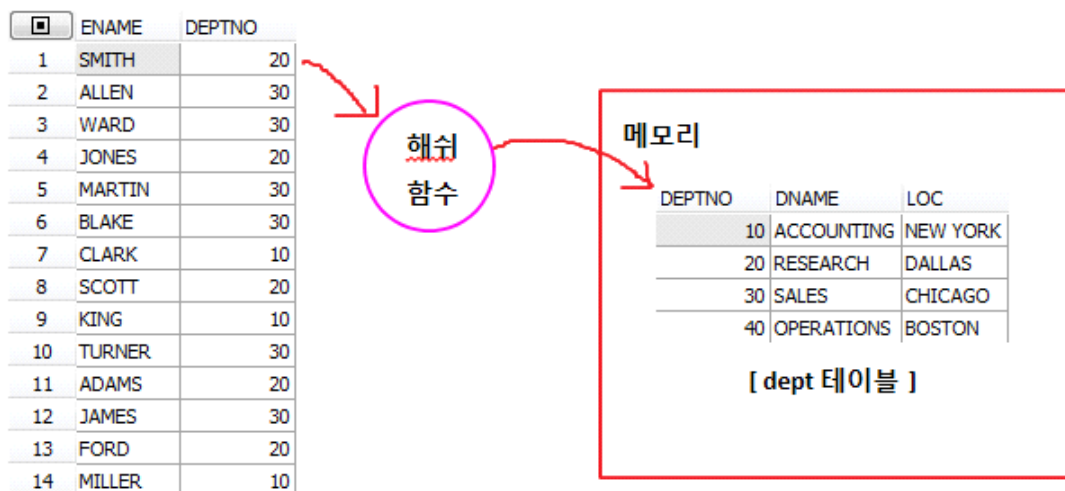 ENAME DEPTNO
1 SMITH 20
2 ALLEN 30
3 WARD 30
4 JONES 20
5 MARTIN 30
6 BLAKE 30
7 CLARK 10
8 SCOTT 20
9 KING 10
10 TURNER 30
11 ADAMS 20
12 JAMES 30
13 FORD 20
14 MILLER 10
해쉬
함수
메모리
DEPTNO DNAME LOC
10 ACCOUNTING NEW YORK
20 RESEARCH DALLAS
30 SALES CHICAGO
40 OPERATIONS BOSTON
[ dept 테이블 ]